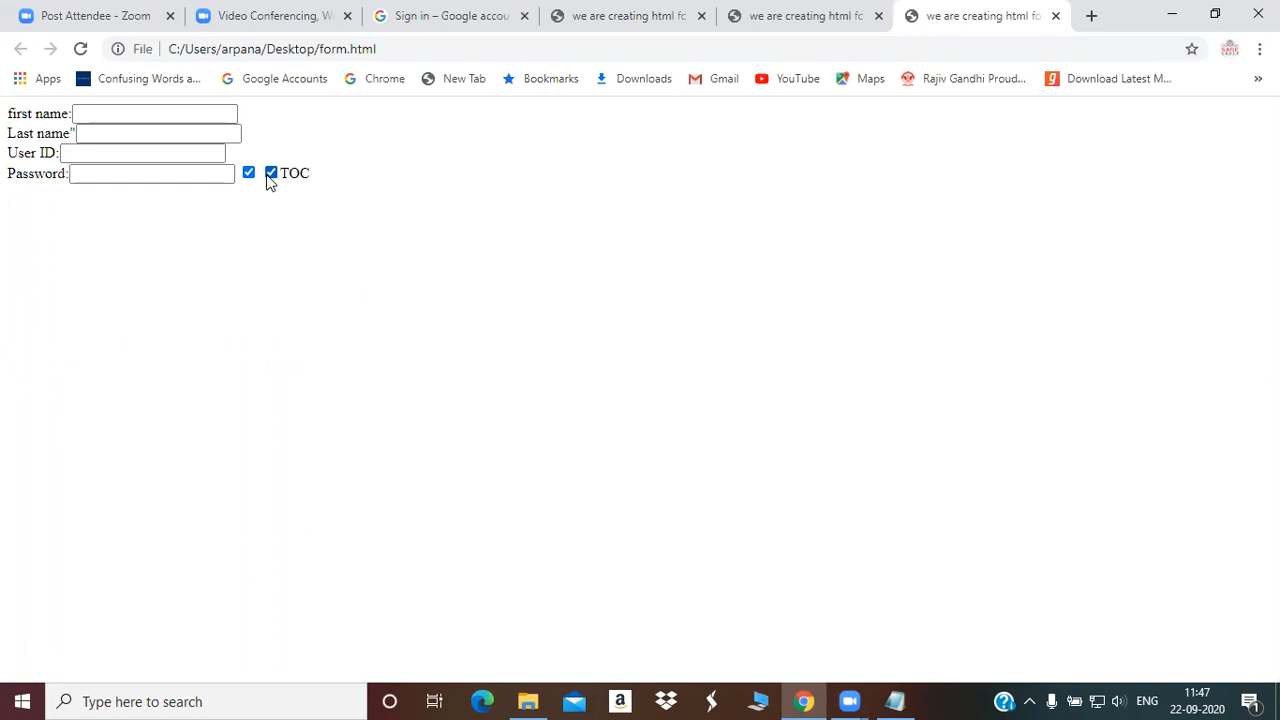 Post Attendee - Zoom
Video Conferencing, W
Sign in – Google accou
we are creating html fo
we are creating html fo
we are creating html fo
File
C:/Users/arpana/Desktop/form.html
Apps
Confusing Words a...
Google Accounts
Chrome
New Tab
Bookmarks
Downloads
Gmail
YouTube
Maps
Rajiv Gandhi Proud...
Download Latest M...
first name:
Last name"
User ID:
Password:
TOC
Type here to search
ENG
11:47
22-09-2020